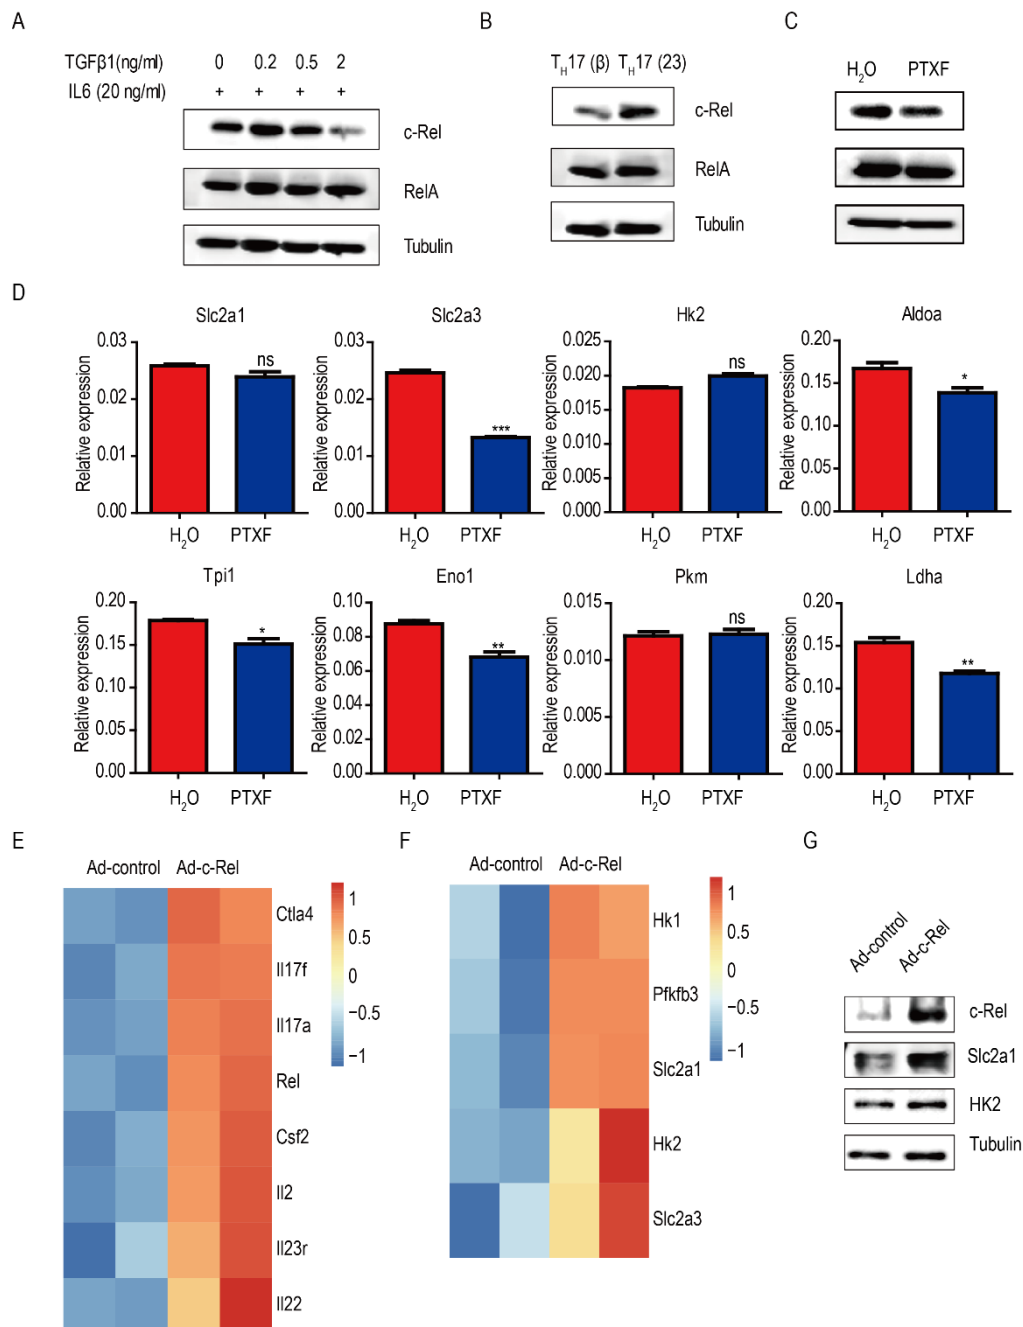 A
TGFβ1(ng/ml) 0 0.2 0.5 2
IL6 (20 ng/ml) + + + +
c-Rel
RelA
Tubulin
B
TH17 (β) TH17 (23)
c-Rel
RelA
Tubulin
C
H2O PTXF
D
Slc2a1
Relative expression
0.03
0.02
0.01
0.00
ns
H2O PTXF
Slc2a3
Relative expression
0.03
0.02
0.01
0.00
***
H2O PTXF
Hk2
Relative expression
0.025
0.020
0.015
0.010
0.005
0.000
ns
H2O PTXF
Aldoa
Relative expression
0.20
0.15
0.10
0.05
0.00
*
H2O PTXF
Tpi1
Relative expression
0.20
0.15
0.10
0.05
0.00
*
H2O PTXF
Eno1
Relative expression
0.10
0.08
0.06
0.04
0.02
0.00
**
H2O PTXF
Pkm
Relative expression
0.015
0.010
0.005
0.000
ns
H2O PTXF
Ldha
Relative expression
0.20
0.15
0.10
0.05
0.00
**
H2O PTXF
E
Ad-control Ad-c-Rel
Ctla4
Il17f
Il17a
Rel
Csf2
Il2
Il23r
Il22
1
0.5
0
−0.5
−1
F
Ad-control Ad-c-Rel
Hk1
Pfkfb3
Slc2a1
Hk2
Slc2a3
1
0.5
0
−0.5
−1
G
Ad-control Ad-c-Rel
c-Rel
Slc2a1
HK2
Tubulin